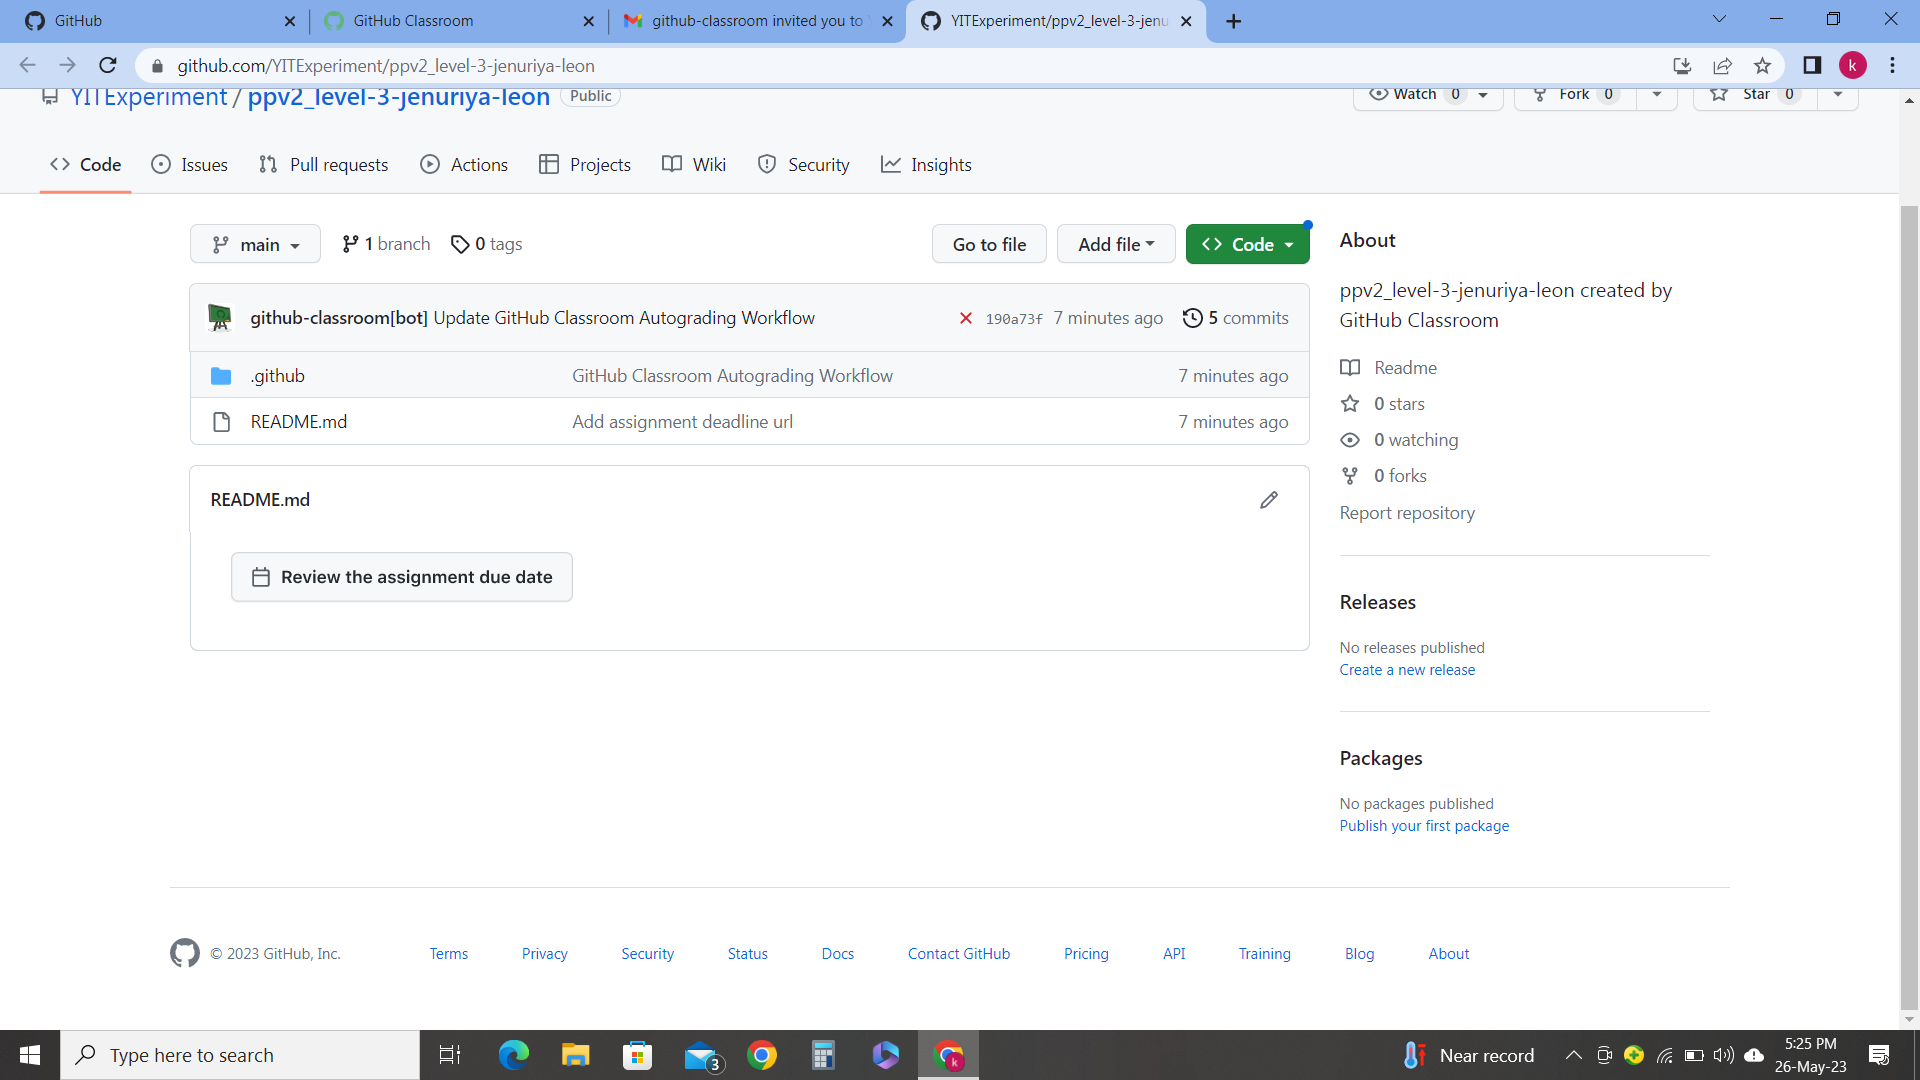 GitHub
GitHub Classroom
github-classroom invited you to
YITExperiment/ppv2_level-3-jenu
github.com/YITExperiment/ppv2_level-3-jenuriya-leon
k
YITExperiment / ppv2_level-3-jenuriya-leon Public
Watch 0
Fork 0
Star 0
Code
Issues
Pull requests
Actions
Projects
Wiki
Security
Insights
main
1 branch
0 tags
Go to file
Add file
Code
github-classroom[bot] Update GitHub Classroom Autograding Workflow
190a73f 7 minutes ago
5 commits
.github
GitHub Classroom Autograding Workflow
7 minutes ago
README.md
Add assignment deadline url
7 minutes ago
README.md
Review the assignment due date
About
ppv2_level-3-jenuriya-leon created by
GitHub Classroom
Readme
0 stars
0 watching
0 forks
Report repository
Releases
No releases published
Create a new release
Packages
No packages published
Publish your first package
© 2023 GitHub, Inc.
Terms
Privacy
Security
Status
Docs
Contact GitHub
Pricing
API
Training
Blog
About
Type here to search
3
k
Near record
5:25 PM
26-May-23